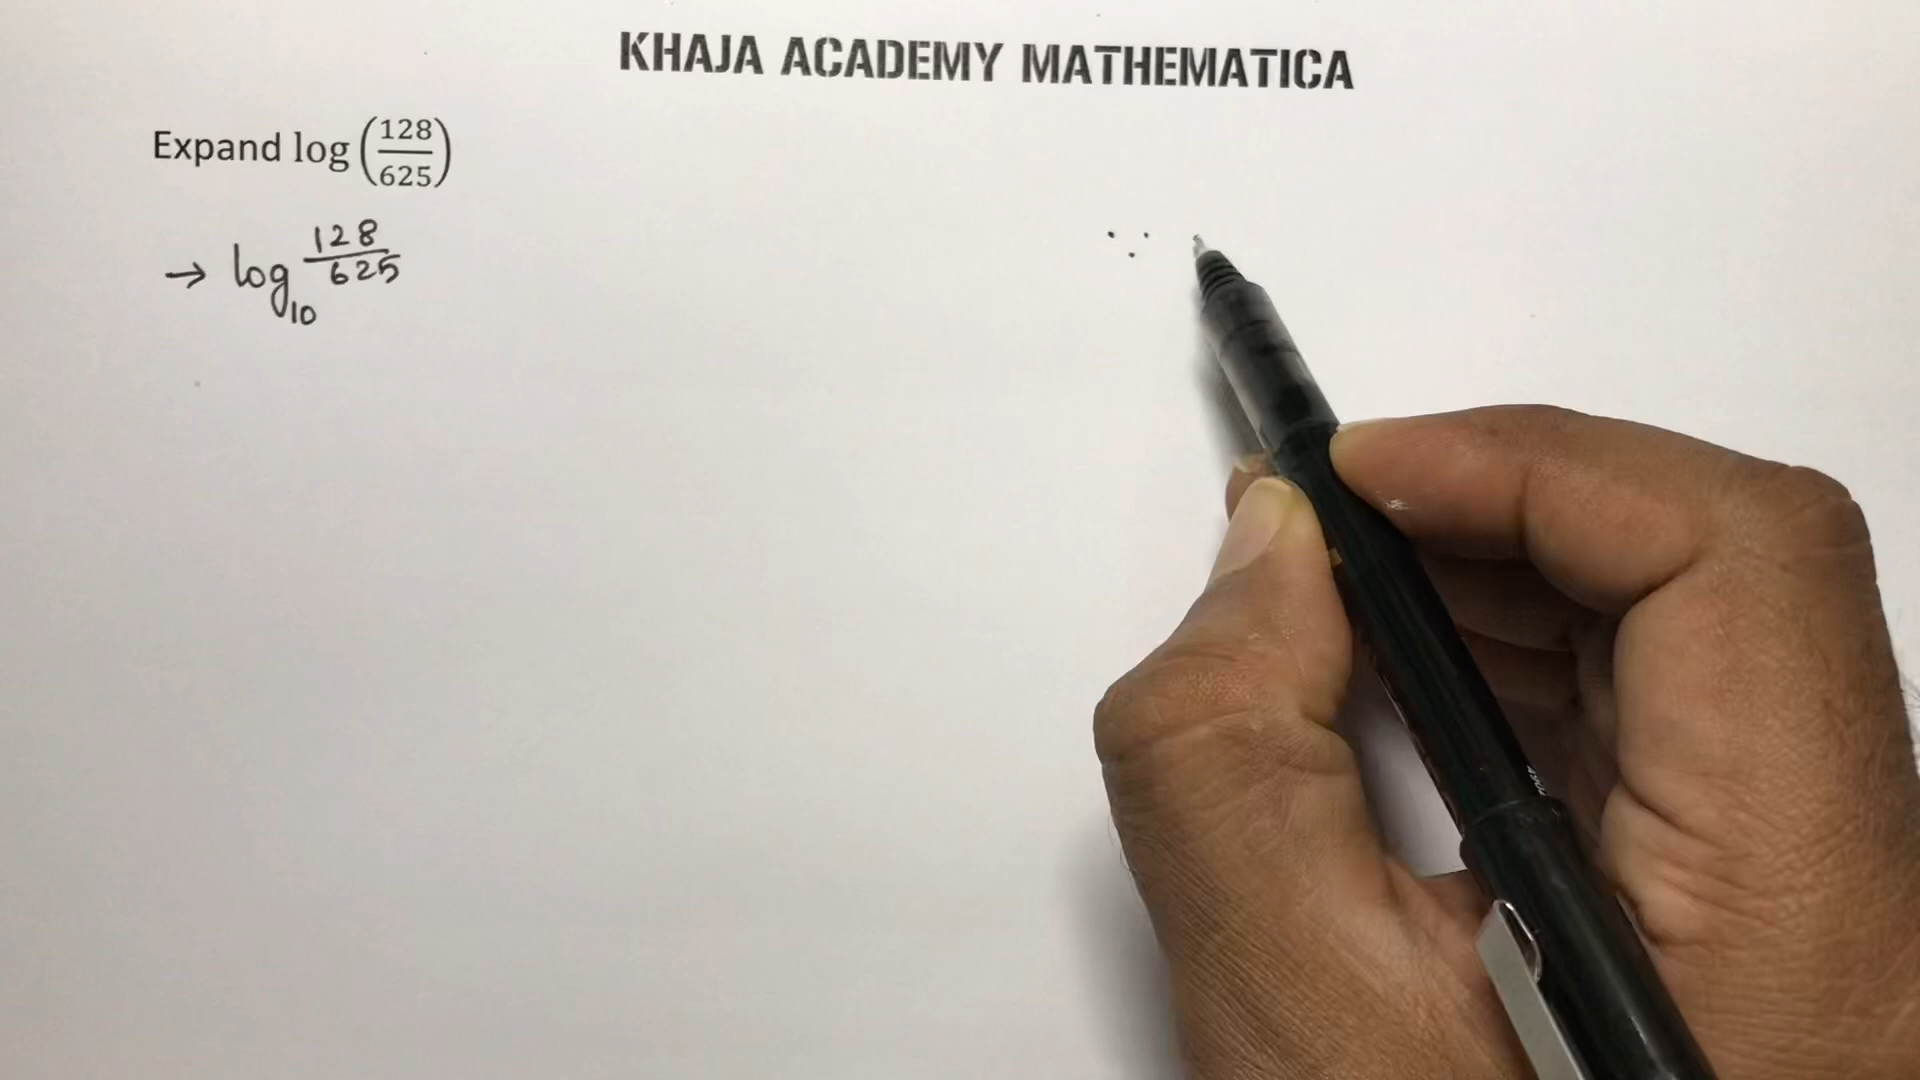 KHAJA ACADEMY MATHEMATICA
Expand log (128/625)
→ log₁₀ 128/625
∵